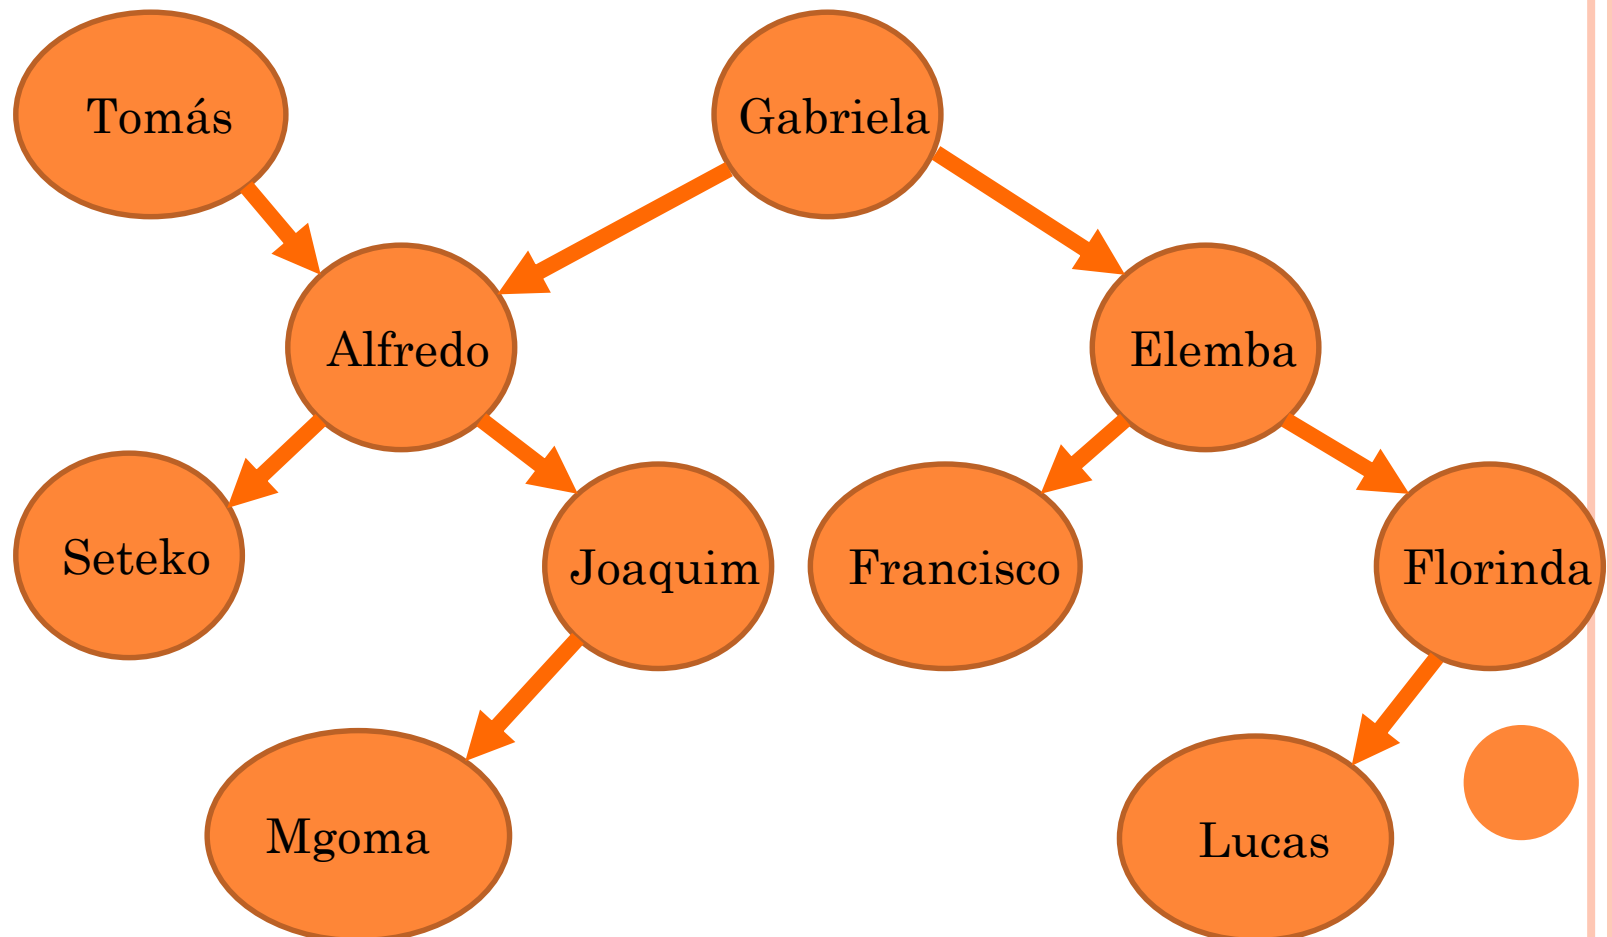 Tomás
Gabriela
Alfredo
Elemba
Seteko
Joaquim
Francisco
Florinda
Mgoma
Lucas